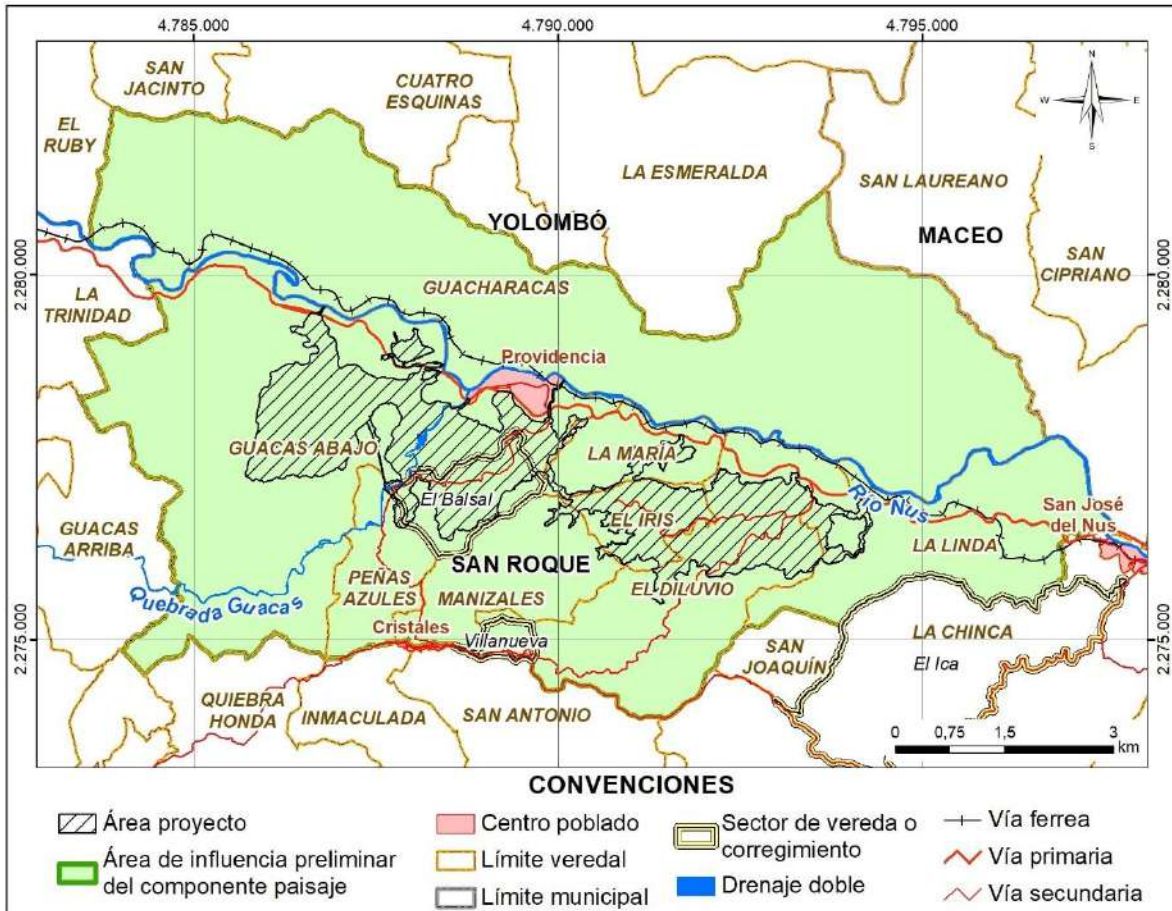 4.785.000
4.790.000
4.795.000
SAN
JACINTO
CUATRO
ESQUINAS
N
W
E
S
EL
RUBY
LA ESMERALDA
SAN LAUREANO
YOLOMBÓ
MACEO
SAN
CIPRIANO
2.280.000
2.280.000
LA
TRINIDAD
GUACHARACAS
Providencia
GUACAS ABAJO
LA MARÍA
El Balsal
Río Nus
San José
del Nus
EL IRIS
GUACAS
ARRIBA
LA LINDA
SAN ROQUE
PEÑAS
AZULES
MANIZALES
EL DILUVIO
Quebrada Guacas
Cristales
Villanueva
2.275.000
2.275.000
SAN
JOAQUÍN
LA CHINCA
El Ica
QUIEBRA
HONDA
INMACULADA
SAN ANTONIO
0 0,75 1,5 3
km
CONVENCIONES
Área proyecto
Área de influencia preliminar
del componente paisaje
Centro poblado
Límite veredal
Límite municipal
Sector de vereda o
corregimiento
Drenaje doble
Vía ferrea
Vía primaria
Vía secundaria